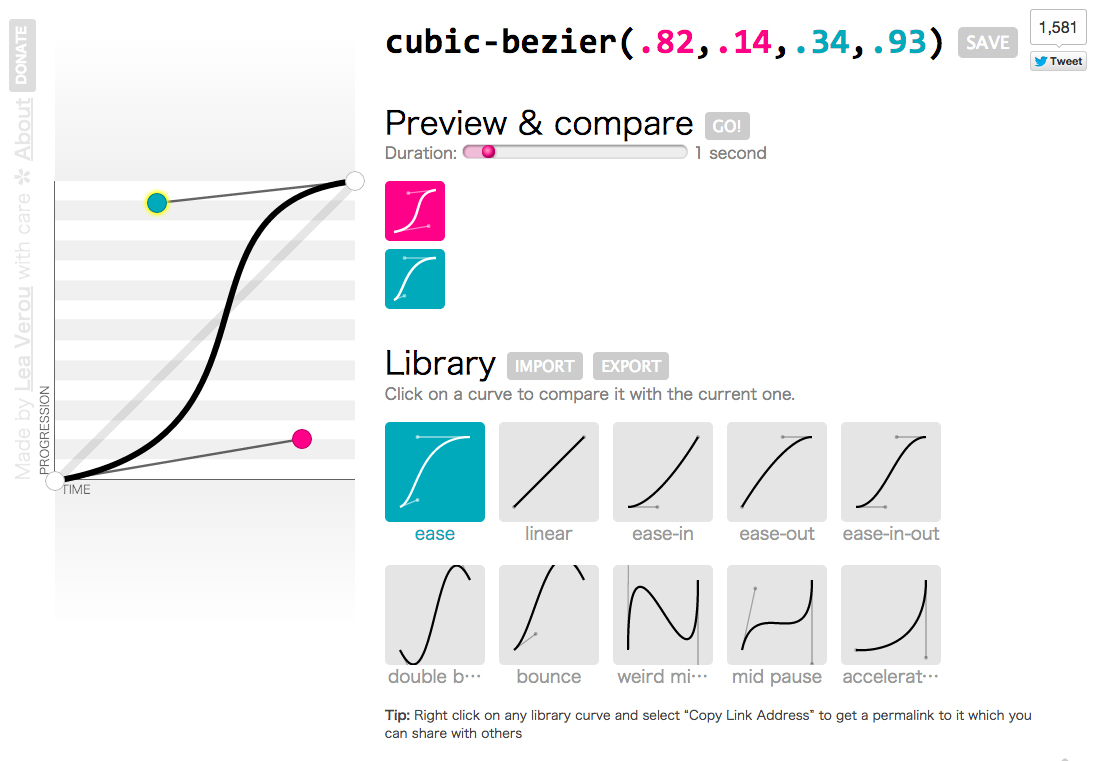 DONATE
Made by Lea Verou with care ✲ About
cubic-bezier(.82,.14,.34,.93)
SAVE
1,581
Tweet
Preview & compare
GO!
Duration:
1 second
PROGRESSION
TIME
Library
IMPORT
EXPORT
Click on a curve to compare it with the current one.
ease
linear
ease-in
ease-out
ease-in-out
double b···
bounce
weird mi···
mid pause
accelerat···
Tip: Right click on any library curve and select “Copy Link Address” to get a permalink to it which you
can share with others